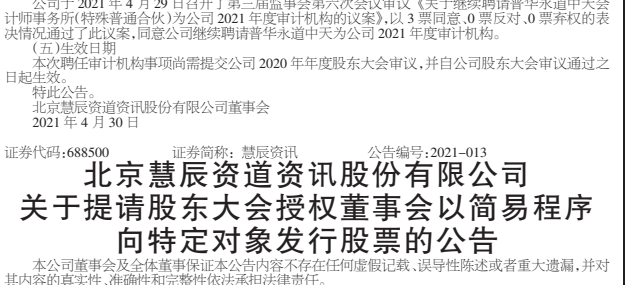 公司于 2021 年 4 月 29 日召开了第三届监事会第六次会议审议《关于继续聘请普华永道中天会
计师事务所(特殊普通合伙)为公司 2021 年度审计机构的议案》,以 3 票同意、0 票反对、0 票弃权的表
决情况通过了此议案,同意公司继续聘请普华永道中天为公司 2021 年度审计机构。
(五)生效日期
本次聘任审计机构事项尚需提交公司 2020 年年度股东大会审议,并自公司股东大会审议通过之
日起生效。
特此公告。
北京慧辰资道资讯股份有限公司董事会
2021 年 4 月 30 日
证券代码:688500 证券简称: 慧辰资讯 公告编号:2021-013
北京慧辰资道资讯股份有限公司
关于提请股东大会授权董事会以简易程序
向特定对象发行股票的公告
本公司董事会及全体董事保证本公告内容不存在任何虚假记载、误导性陈述或者重大遗漏,并对
其内容的真实性、准确性和完整性依法承担法律责任。